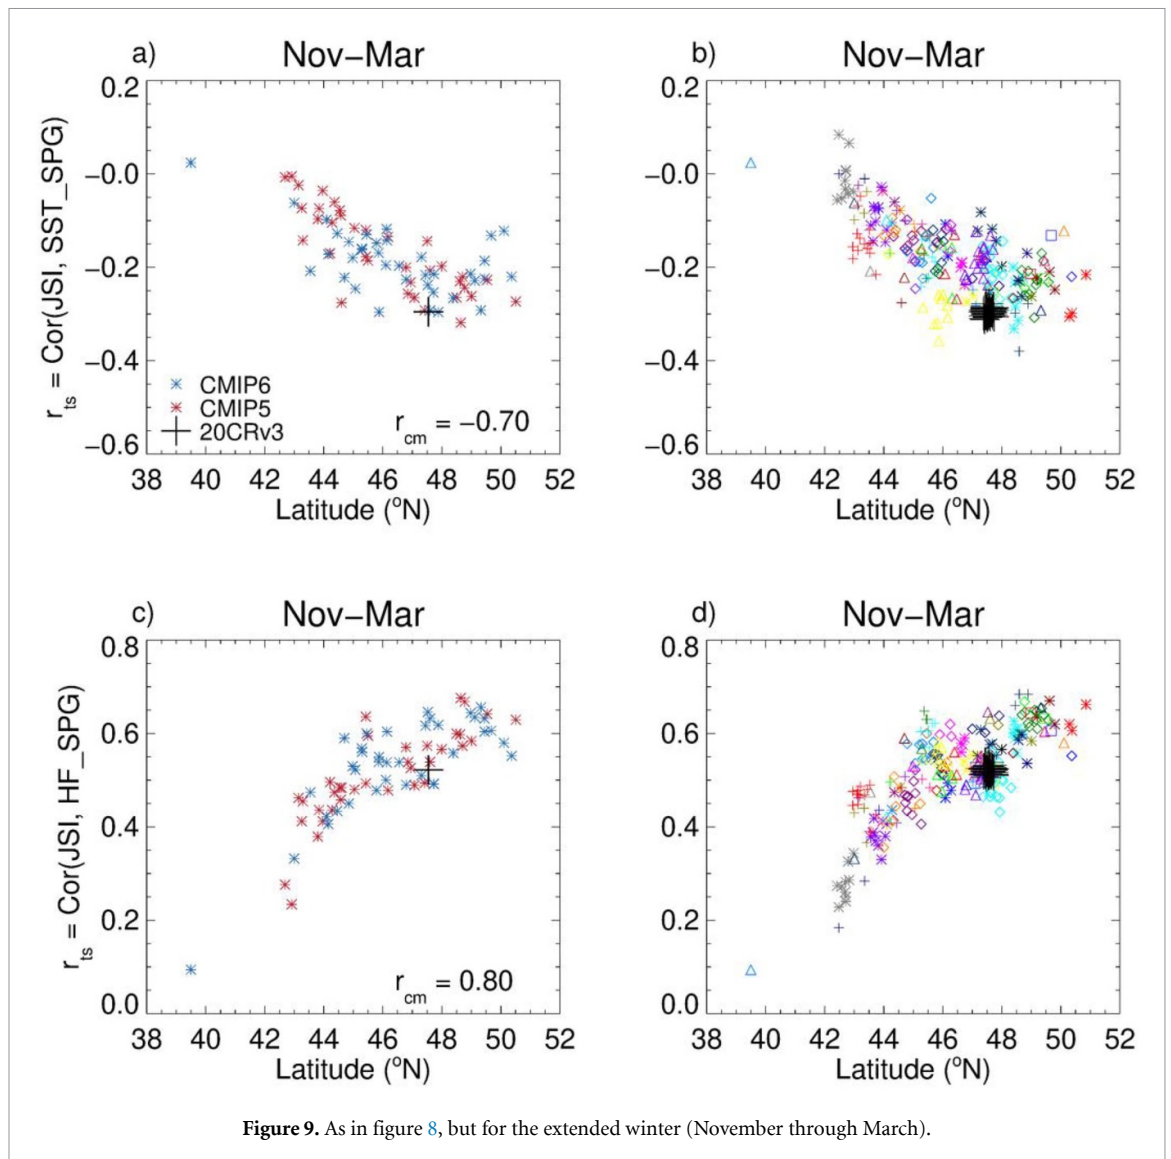 a) Nov−Mar
b) Nov−Mar
r_ts = Cor(JSI, SST_SPG)
0.2
−0.0
−0.2
−0.4
−0.6
CMIP6
CMIP5
20CRv3
r_cm = −0.70
38 40 42 44 46 48 50 52
Latitude (°N)
0.2
−0.0
−0.2
−0.4
−0.6
38 40 42 44 46 48 50 52
Latitude (°N)
c) Nov−Mar
d) Nov−Mar
r_ts = Cor(JSI, HF_SPG)
0.8
0.6
0.4
0.2
0.0
r_cm = 0.80
38 40 42 44 46 48 50 52
Latitude (°N)
0.8
0.6
0.4
0.2
0.0
38 40 42 44 46 48 50 52
Latitude (°N)
Figure 9. As in figure 8, but for the extended winter (November through March).